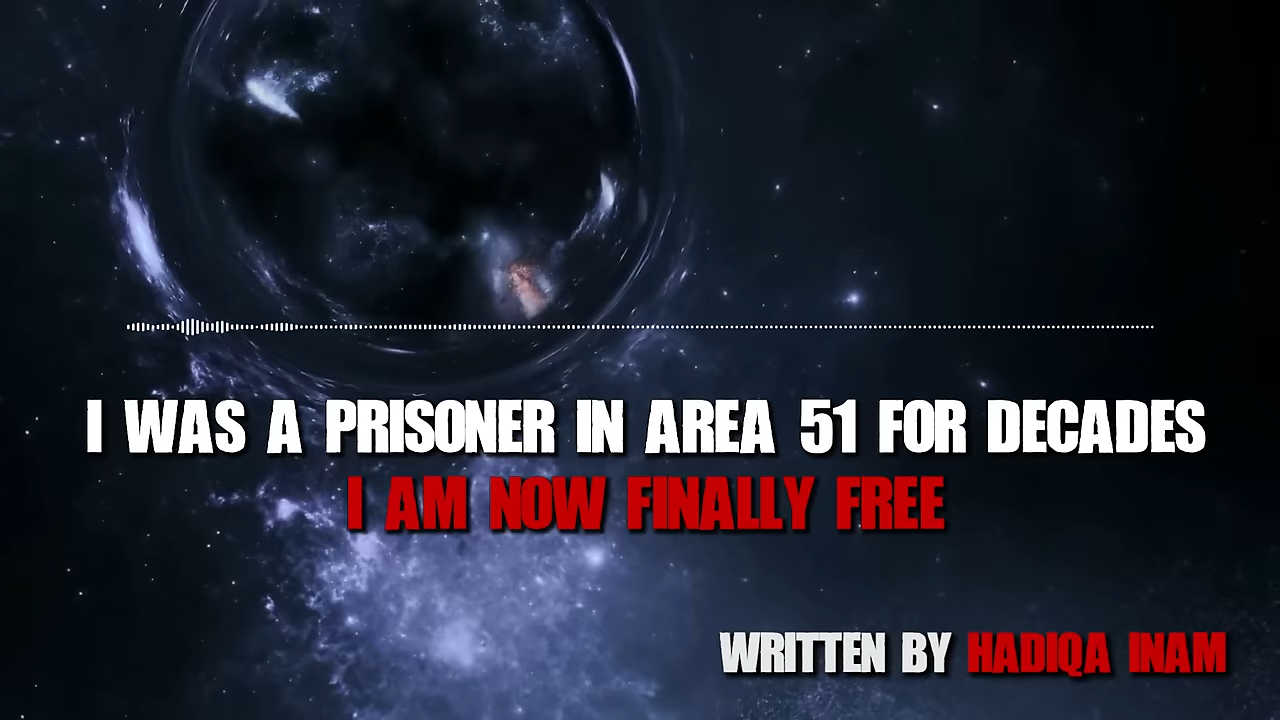 I WAS A PRISONER IN AREA 51 FOR DECADES
I AM NOW FINALLY FREE
WRITTEN BY HADIQA INAM